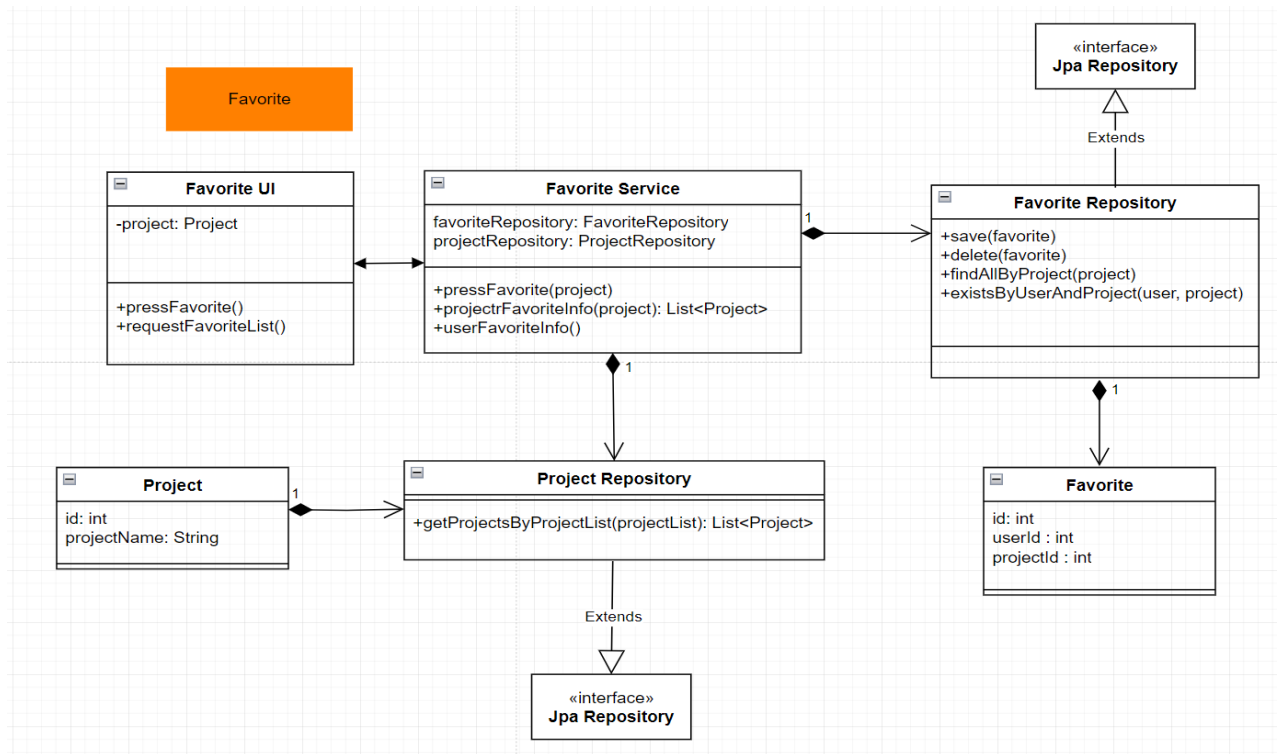 «interface»
Jpa Repository
Favorite
Extends
Favorite UI
-project: Project
+pressFavorite()
+requestFavoriteList()
Favorite Service
favoriteRepository: FavoriteRepository
projectRepository: ProjectRepository
+pressFavorite(project)
+projectrFavoriteInfo(project): List<Project>
+userFavoriteInfo()
1
1
Favorite Repository
+save(favorite)
+delete(favorite)
+findAllByProject(project)
+existsByUserAndProject(user, project)
1
Project
id: int
projectName: String
1
Project Repository
+getProjectsByProjectList(projectList): List<Project>
Favorite
id: int
userId : int
projectId : int
Extends
«interface»
Jpa Repository